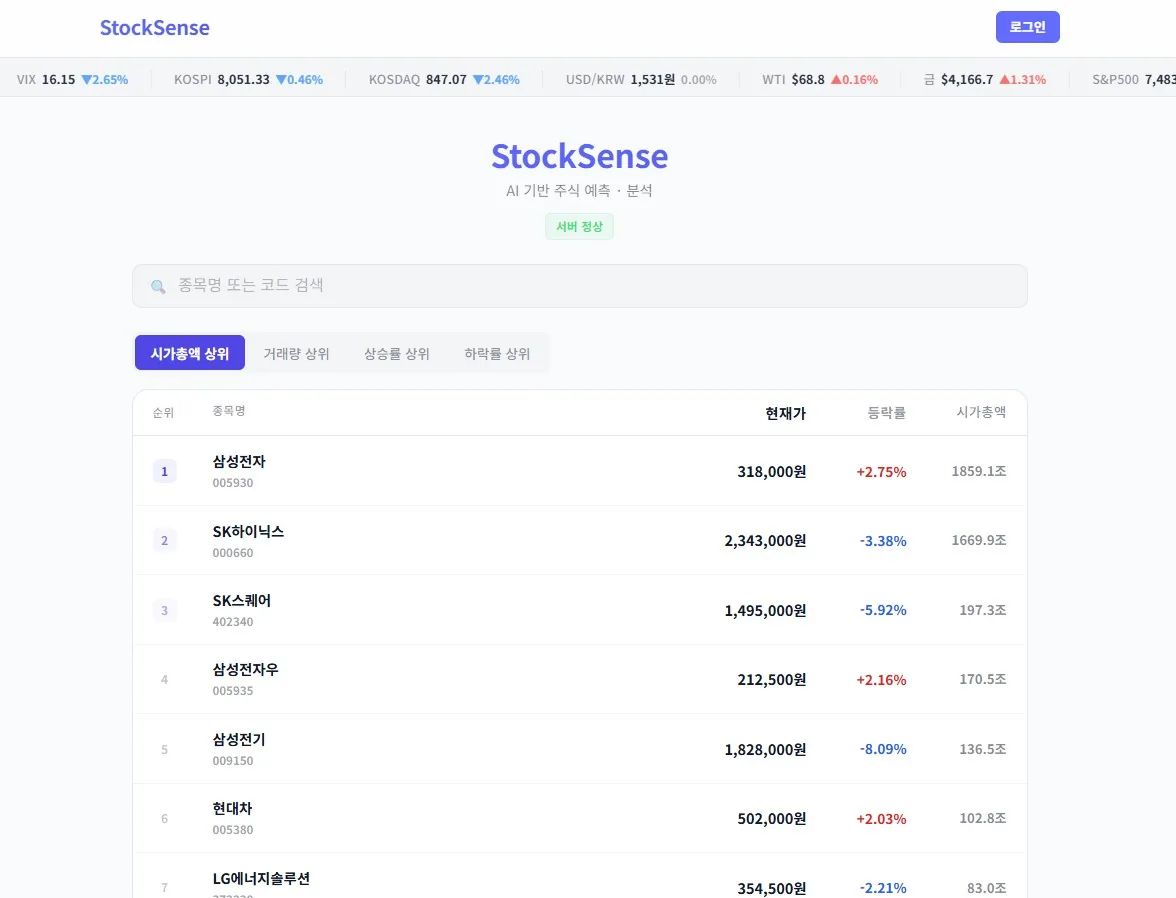 StockSense
로그인
VIX 16.15 ▼2.65% KOSPI 8,051.33 ▼0.46% KOSDAQ 847.07 ▼2.46% USD/KRW 1,531원 0.00% WTI $68.8 ▲0.16% 금 $4,166.7 ▲1.31% S&P500 7,483
StockSense
AI 기반 주식 예측 · 분석
서버 정상
종목명 또는 코드 검색
시가총액 상위 거래량 상위 상승률 상위 하락률 상위
순위 종목명 현재가 등락률 시가총액
1 삼성전자 318,000원 +2.75% 1859.1조
005930
2 SK하이닉스 2,343,000원 -3.38% 1669.9조
000660
3 SK스퀘어 1,495,000원 -5.92% 197.3조
402340
4 삼성전자우 212,500원 +2.16% 170.5조
005935
5 삼성전기 1,828,000원 -8.09% 136.5조
009150
6 현대차 502,000원 +2.03% 102.8조
005380
7 LG에너지솔루션 354,500원 -2.21% 83.0조